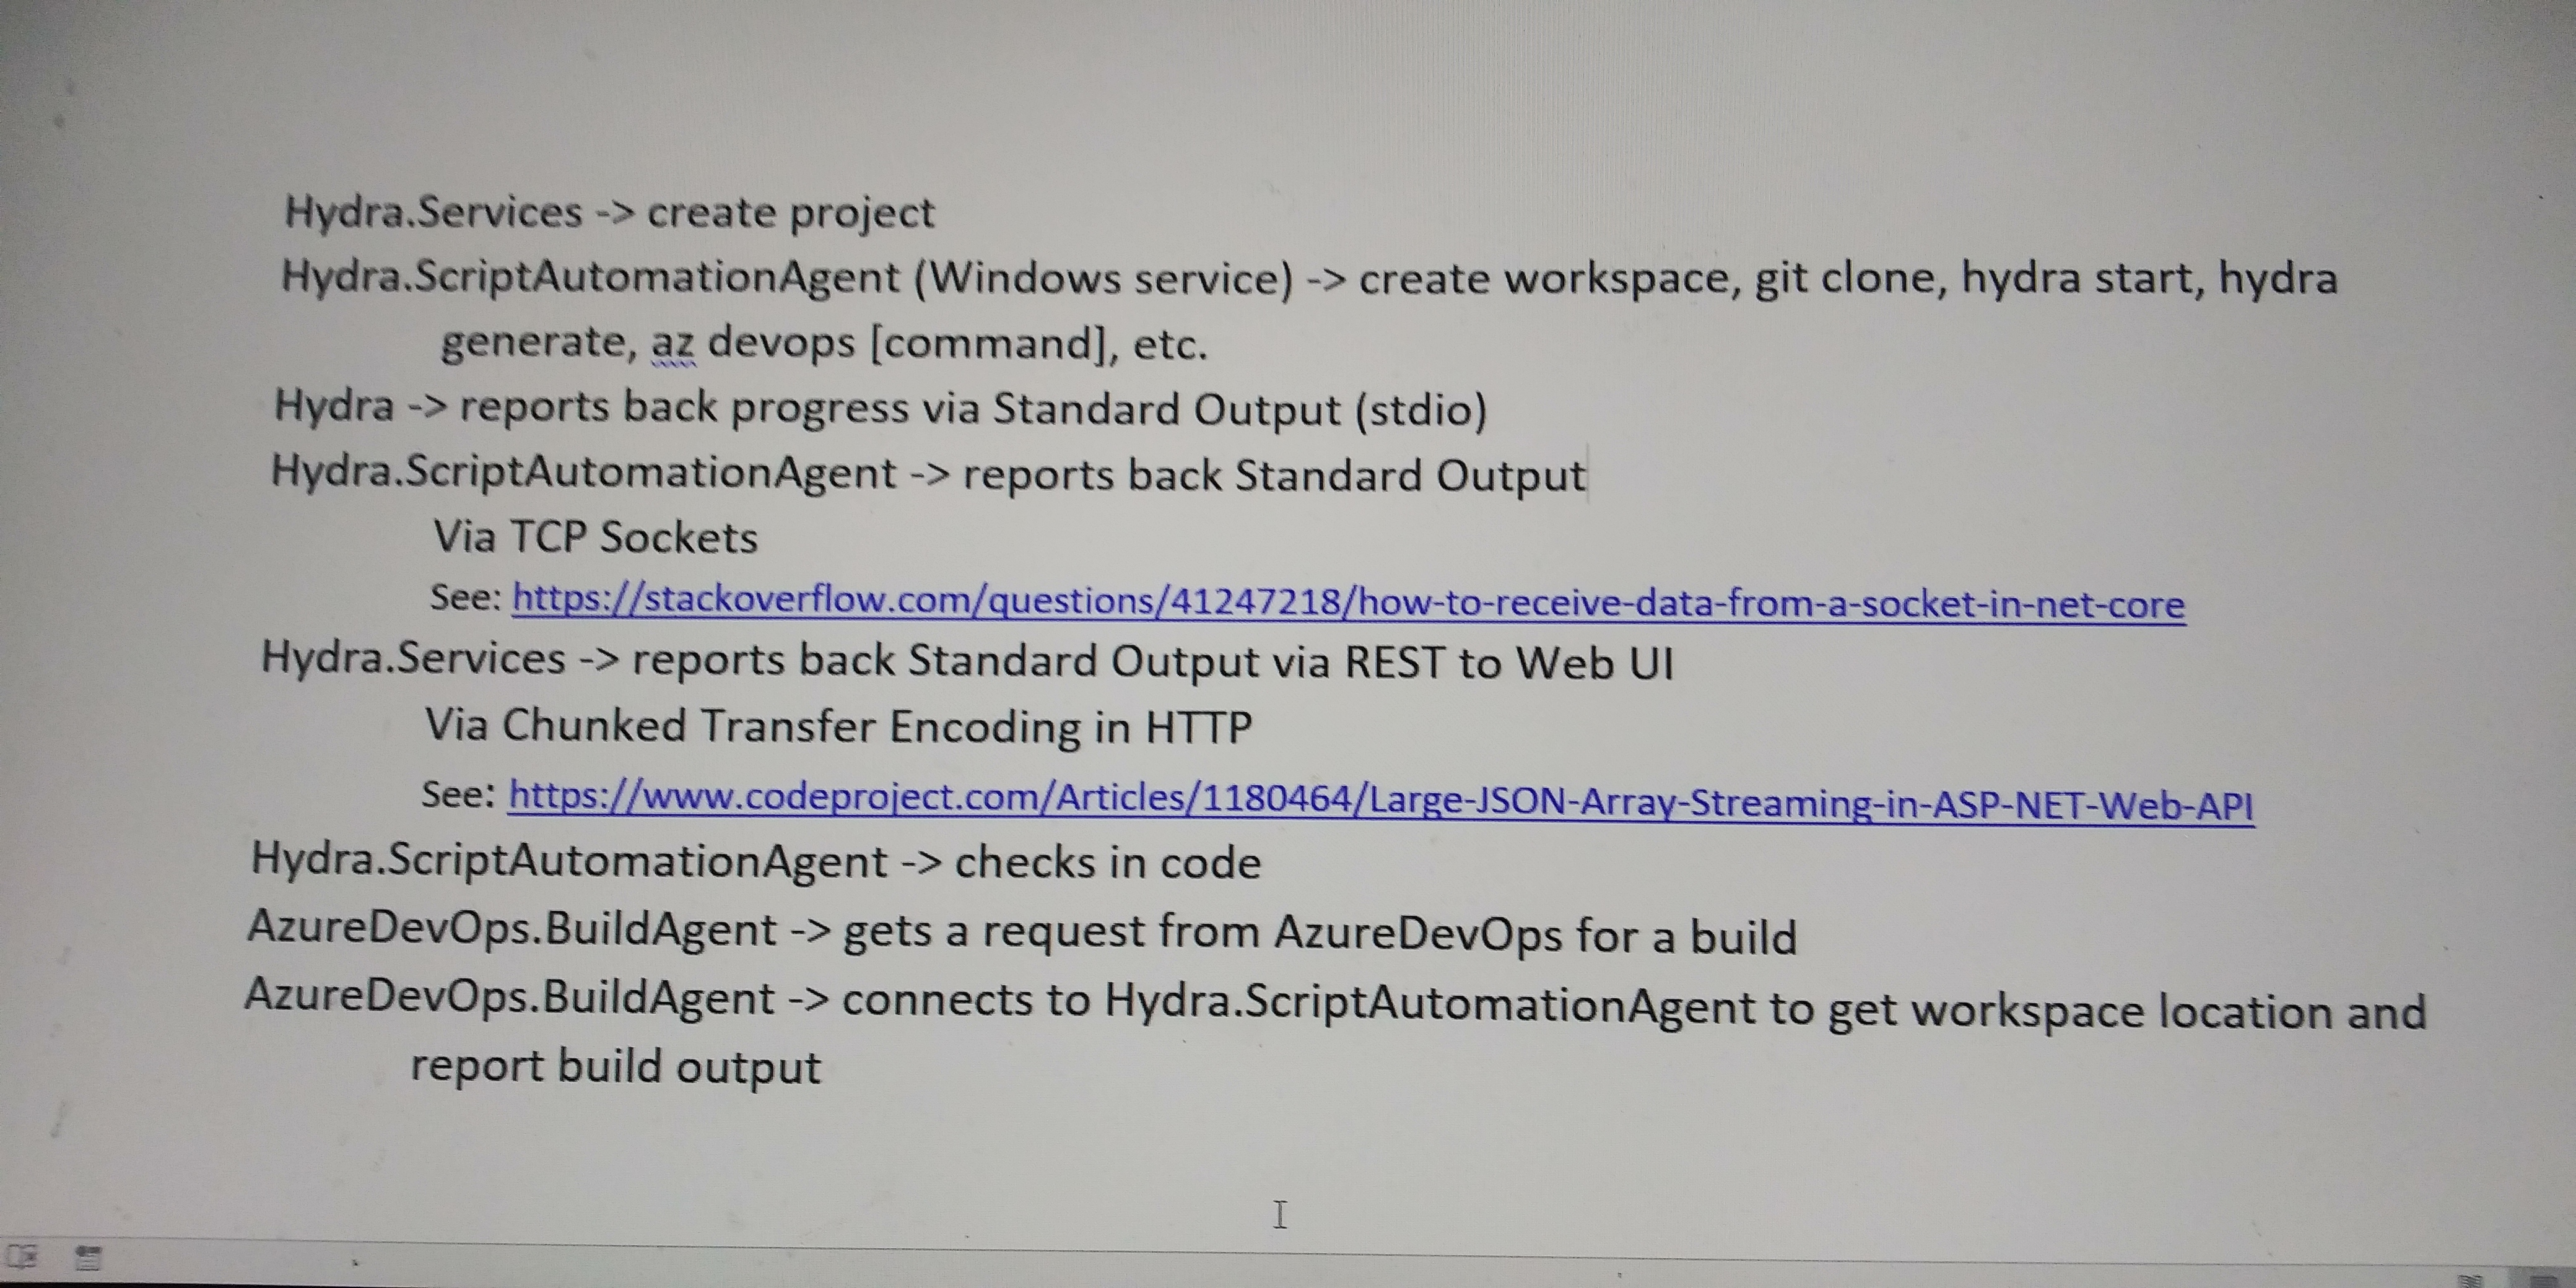 Hydra.Services -> create project
Hydra.ScriptAutomationAgent (Windows service) -> create workspace, git clone, hydra start, hydra
generate, az devops [command], etc.
Hydra -> reports back progress via Standard Output (stdio)
Hydra.ScriptAutomationAgent -> reports back Standard Output
Via TCP Sockets
See: https://stackoverflow.com/questions/41247218/how-to-receive-data-from-a-socket-in-net-core
Hydra.Services -> reports back Standard Output via REST to Web UI
Via Chunked Transfer Encoding in HTTP
See: https://www.codeproject.com/Articles/1180464/Large-JSON-Array-Streaming-in-ASP-NET-Web-API
Hydra.ScriptAutomationAgent -> checks in code
AzureDevOps.BuildAgent -> gets a request from AzureDevOps for a build
AzureDevOps.BuildAgent -> connects to Hydra.ScriptAutomationAgent to get workspace location and
report build output